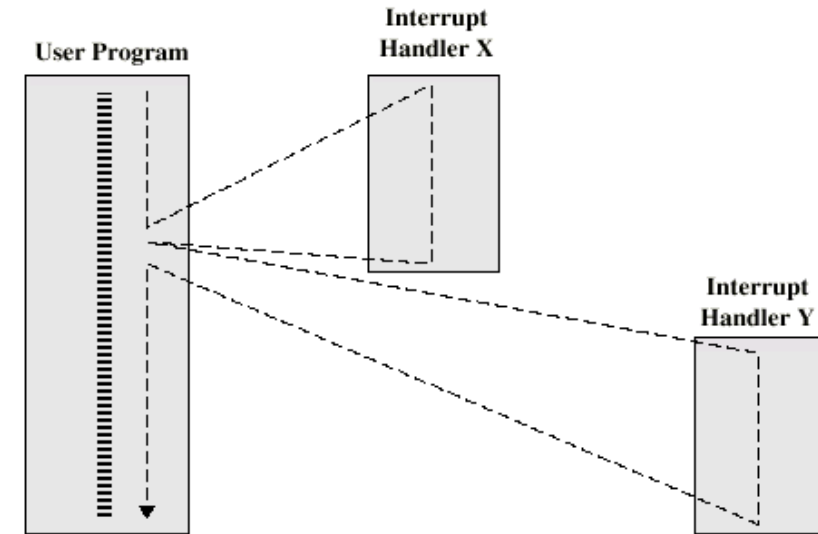 User Program
Interrupt
Handler X
Interrupt
Handler Y